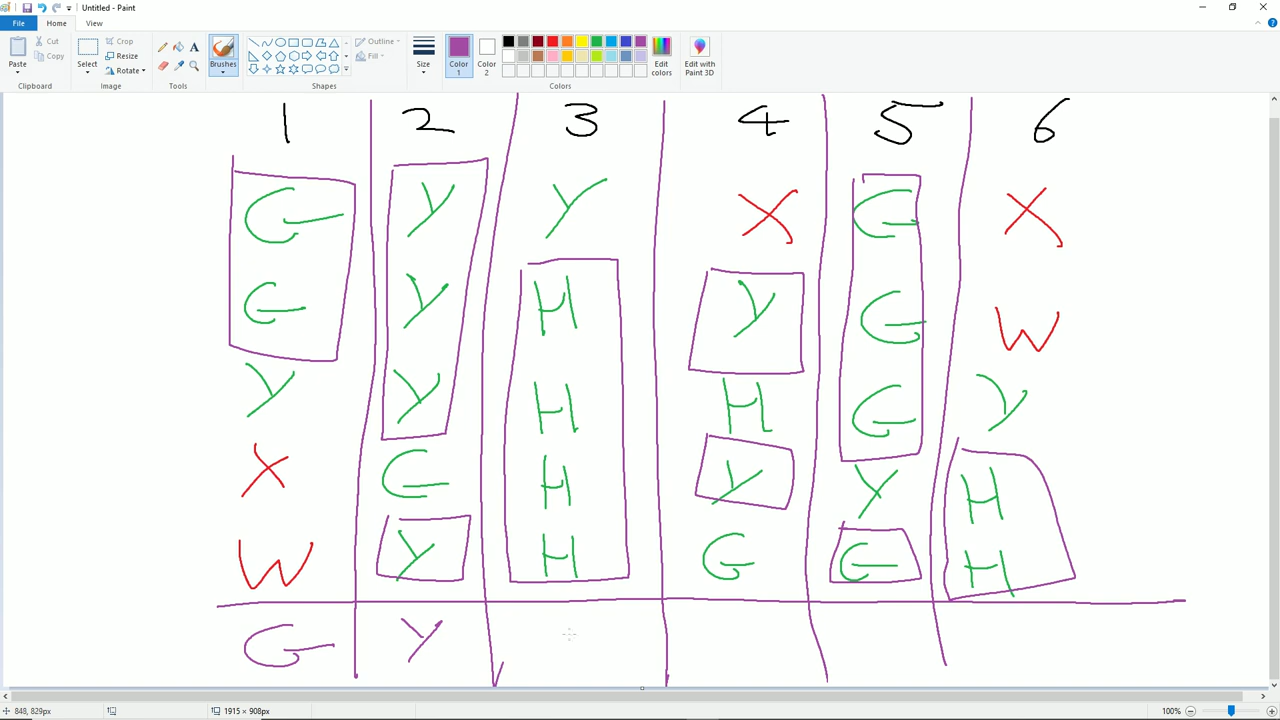 Untitled - Paint
File Home View
Paste Cut Copy Select Crop Resize Rotate Brushes Outline Fill Size Color 1 Color 2 Edit colors Edit with Paint 3D
Clipboard Image Tools Shapes Colors
1 2 3 4 5 6
G Y Y X G X
G Y H Y G W
Y Y H H G Y
X G H Y Y H
W Y H G G H
G Y
848, 829px 1915 × 908px 100%